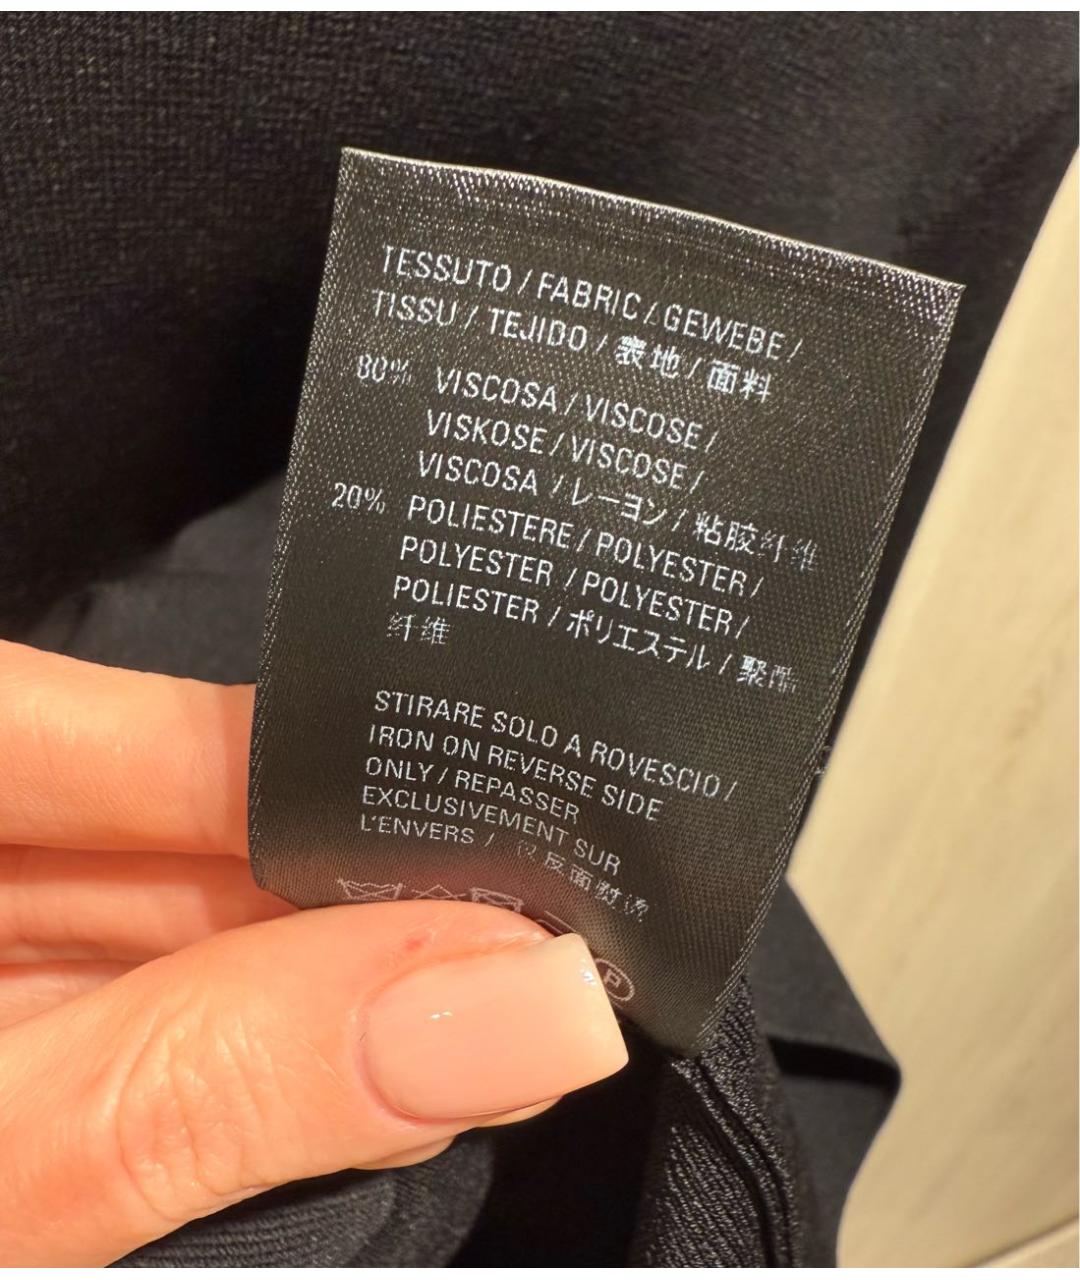 TESSUTO / FABRIC / GEWEBE /
TISSU / TEJIDO / 表地 / 面料
80% VISCOSA / VISCOSE /
VISKOSE / VISCOSE /
VISCOSA / レーヨン / 粘胶纤维
20% POLIESTERE / POLYESTER /
POLYESTER / POLYESTER /
POLIESTER / ポリエステル / 聚酯
纤维
STIRARE SOLO A ROVESCIO /
IRON ON REVERSE SIDE
ONLY / REPASSER
EXCLUSIVEMENT SUR
L'ENVERS /
P